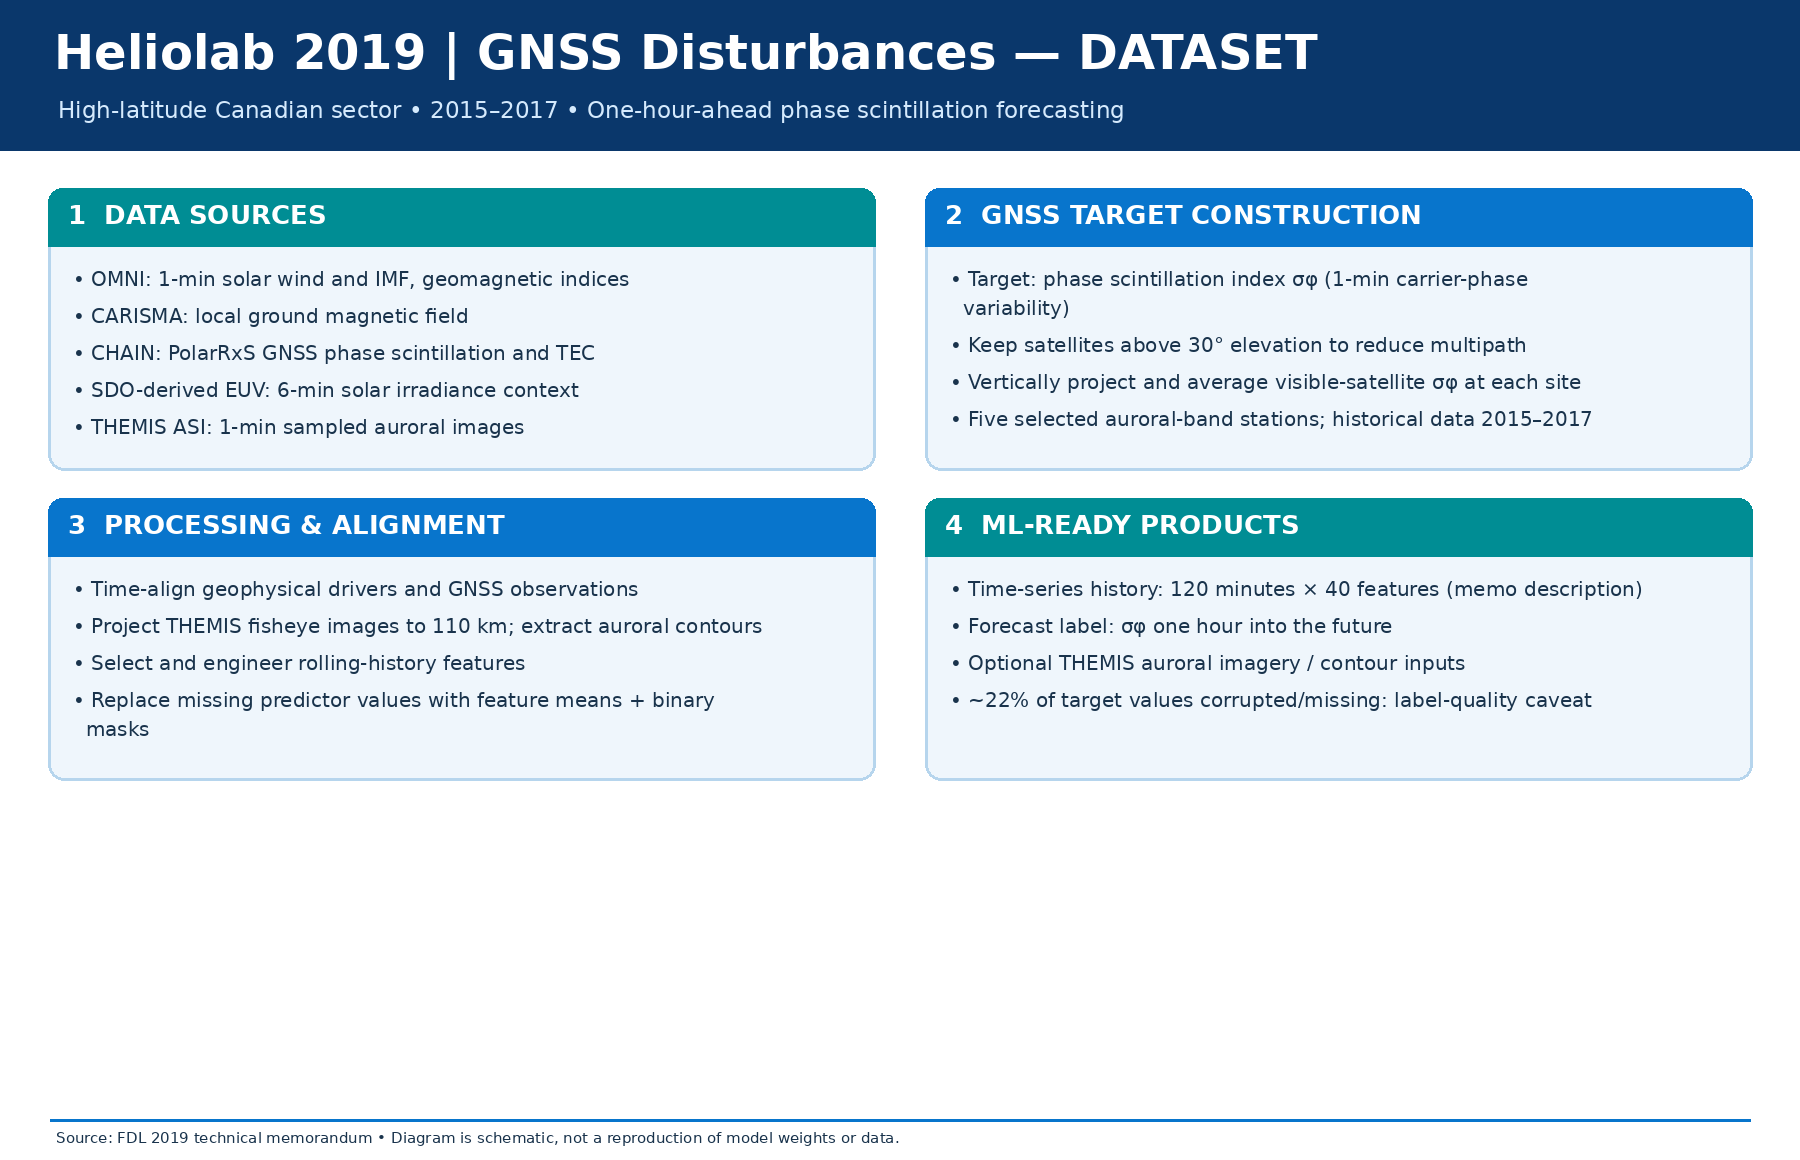 Heliolab 2019 | GNSS Disturbances — DATASET
High-latitude Canadian sector • 2015–2017 • One-hour-ahead phase scintillation forecasting
1 DATA SOURCES
• OMNI: 1-min solar wind and IMF, geomagnetic indices
• CARISMA: local ground magnetic field
• CHAIN: PolarRxS GNSS phase scintillation and TEC
• SDO-derived EUV: 6-min solar irradiance context
• THEMIS ASI: 1-min sampled auroral images
2 GNSS TARGET CONSTRUCTION
• Target: phase scintillation index σφ (1-min carrier-phase
variability)
• Keep satellites above 30° elevation to reduce multipath
• Vertically project and average visible-satellite σφ at each site
• Five selected auroral-band stations; historical data 2015–2017
3 PROCESSING & ALIGNMENT
• Time-align geophysical drivers and GNSS observations
• Project THEMIS fisheye images to 110 km; extract auroral contours
• Select and engineer rolling-history features
• Replace missing predictor values with feature means + binary
masks
4 ML-READY PRODUCTS
• Time-series history: 120 minutes × 40 features (memo description)
• Forecast label: σφ one hour into the future
• Optional THEMIS auroral imagery / contour inputs
• ~22% of target values corrupted/missing: label-quality caveat
Source: FDL 2019 technical memorandum • Diagram is schematic, not a reproduction of model weights or data.